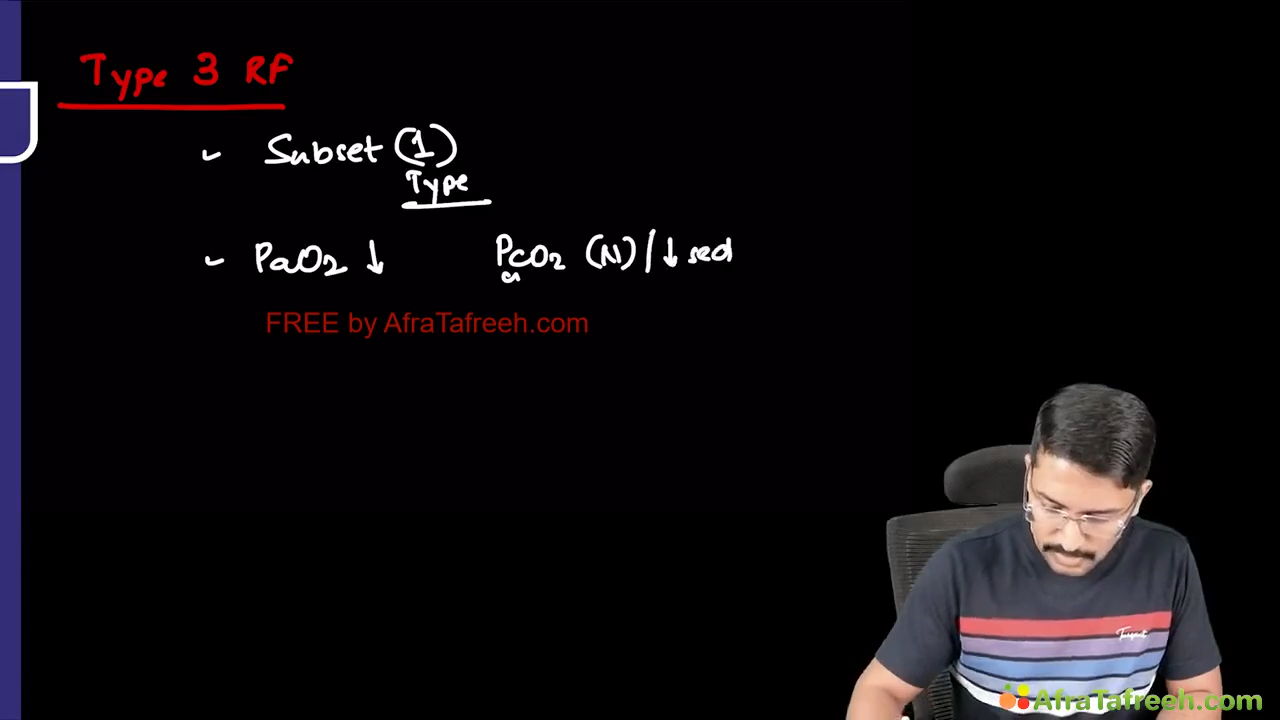 Type 3 RF
Subset (1)
Type
PaO2 ↓ PaCO2 (N) / ↓sed
FREE by AfraTafreeh.com
AfraTafreeh.com